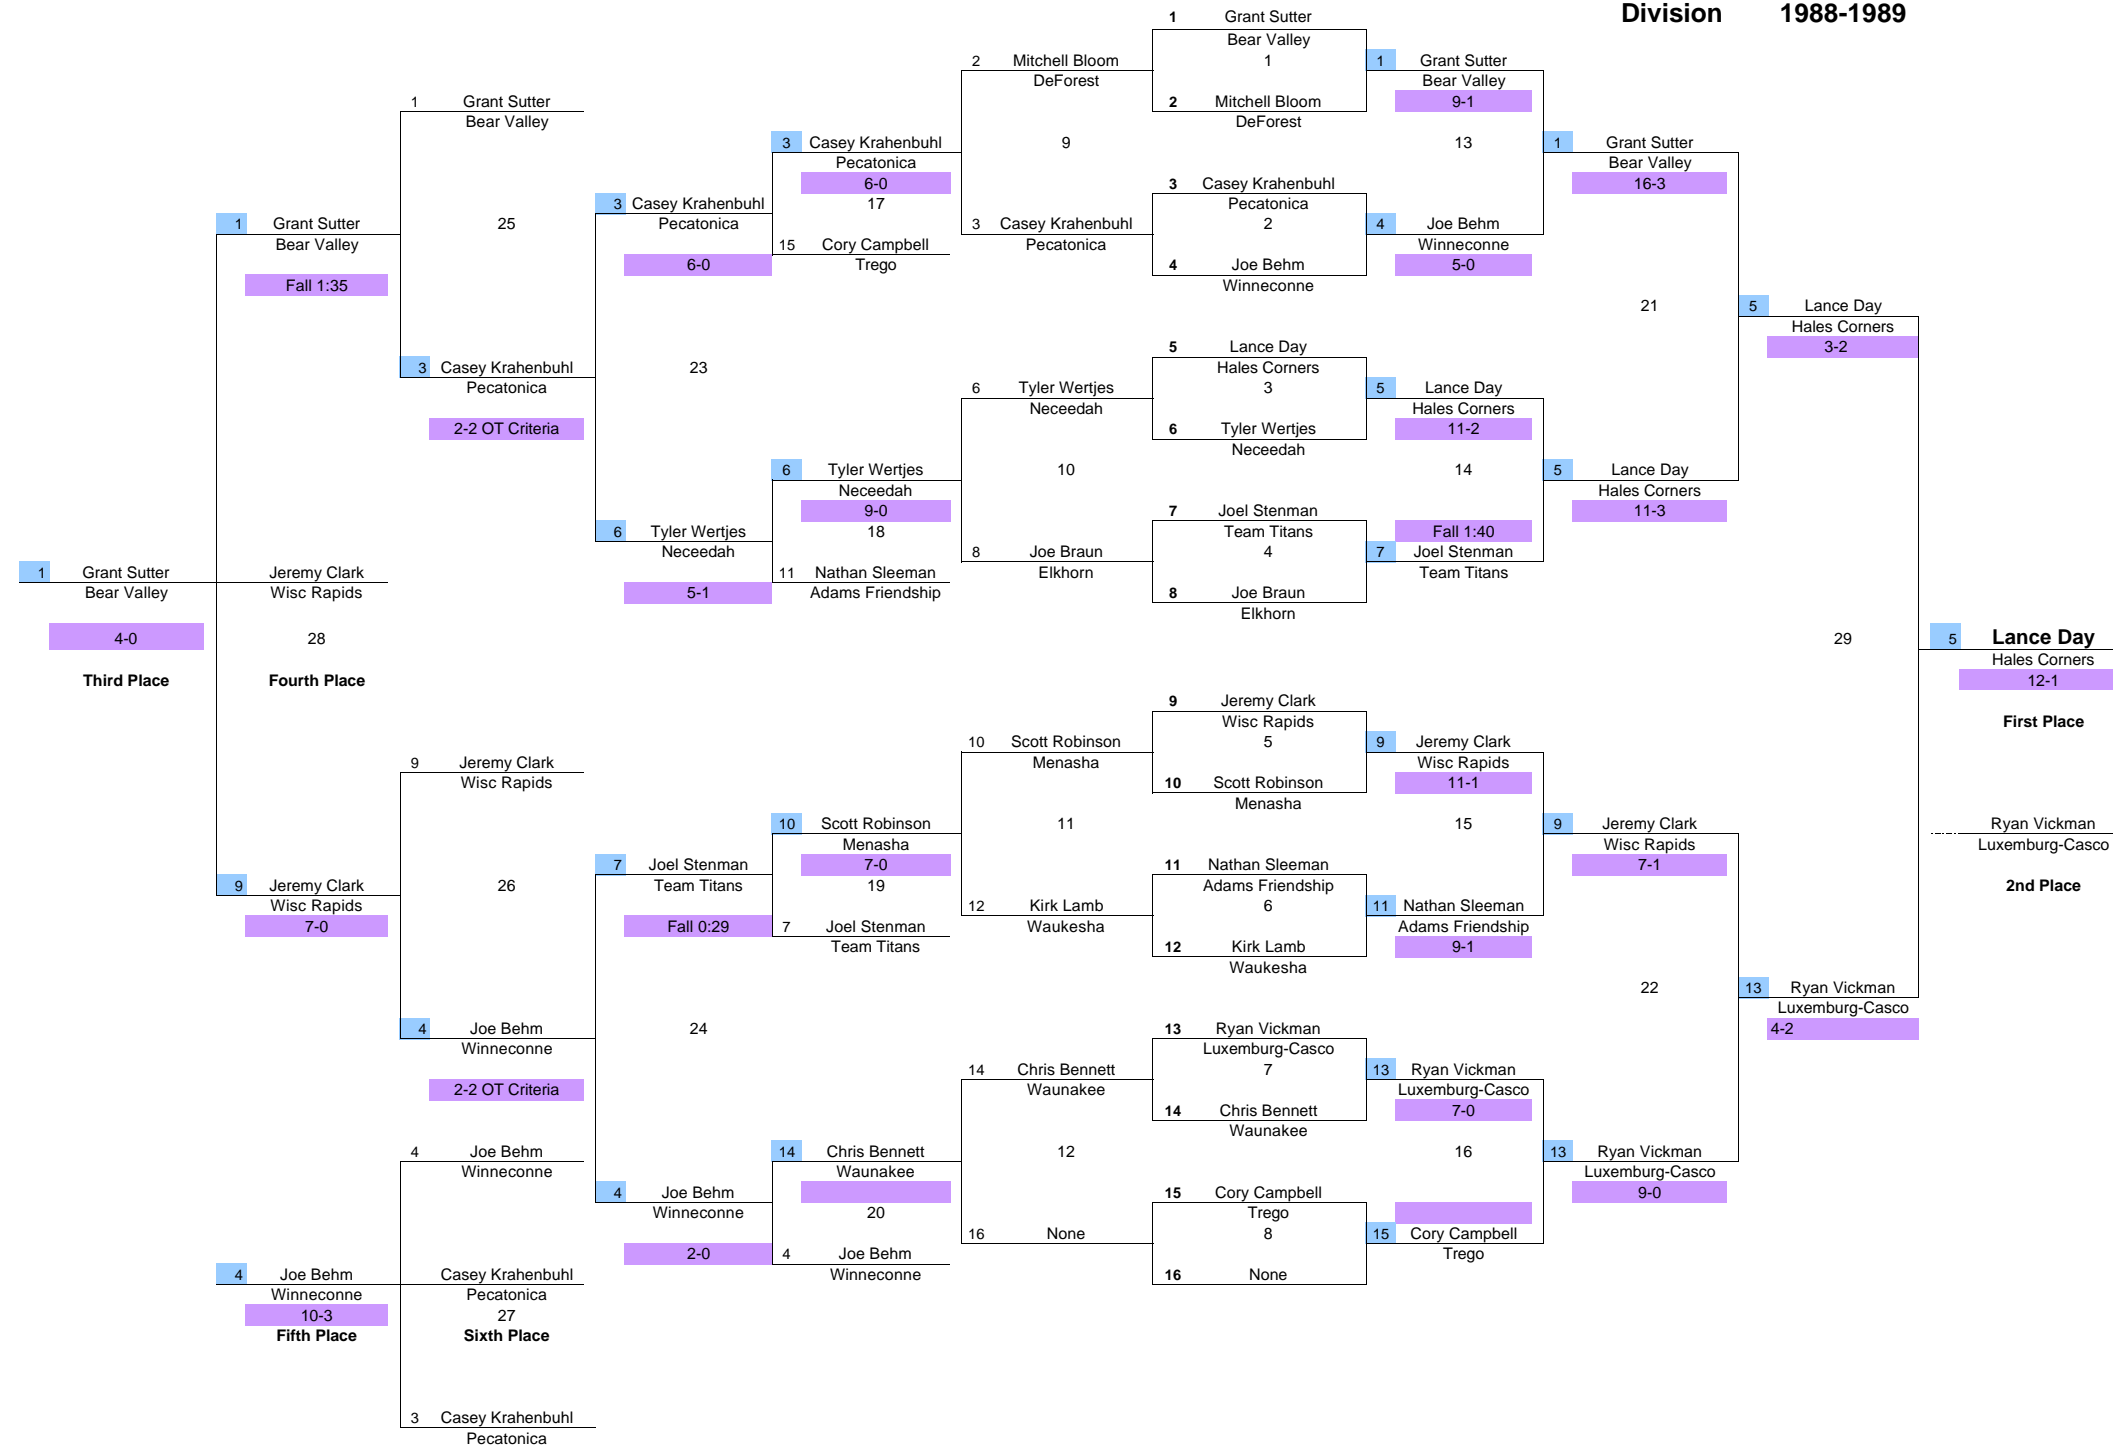 Division 1988-1989
1 Grant Sutter
Bear Valley
2 Mitchell Bloom 1 1 Grant Sutter
DeForest Bear Valley
1 Grant Sutter 2 Mitchell Bloom 9-1
Bear Valley DeForest
3 Casey Krahenbuhl 9 13 1 Grant Sutter
Pecatonica Bear Valley
6-0 3 Casey Krahenbuhl 16-3
3 Casey Krahenbuhl 17 Pecatonica
1 Grant Sutter 25 Pecatonica 3 Casey Krahenbuhl 2 4 Joe Behm
Bear Valley 15 Cory Campbell Pecatonica Winneconne
6-0 Trego 4 Joe Behm 5-0
Fall 1:35 Winneconne
21 5 Lance Day
Hales Corners
5 Lance Day 3-2
3 Casey Krahenbuhl 23 Hales Corners
Pecatonica 6 Tyler Wertjes 3 5 Lance Day
Neceedah Hales Corners
2-2 OT Criteria 6 Tyler Wertjes 11-2
Neceedah
6 Tyler Wertjes 10 14 5 Lance Day
Neceedah Hales Corners
9-0 7 Joel Stenman 11-3
6 Tyler Wertjes 18 Team Titans Fall 1:40
Neceedah 8 Joe Braun 4 7 Joel Stenman
1 Grant Sutter Jeremy Clark 11 Nathan Sleeman Elkhorn Team Titans
Bear Valley Wisc Rapids 5-1 Adams Friendship 8 Joe Braun
Elkhorn
4-0 28 29 5 Lance Day
Hales Corners
Third Place Fourth Place 12-1
9 Jeremy Clark
Wisc Rapids First Place
10 Scott Robinson 5 9 Jeremy Clark
9 Jeremy Clark Menasha Wisc Rapids
Wisc Rapids 10 Scott Robinson 11-1
Menasha
10 Scott Robinson 11 15 9 Jeremy Clark Ryan Vickman
Menasha Wisc Rapids Luxemburg-Casco
7 Joel Stenman 7-0 11 Nathan Sleeman 7-1
9 Jeremy Clark 26 Team Titans 19 Adams Friendship 2nd Place
Wisc Rapids 12 Kirk Lamb 6 11 Nathan Sleeman
7-0 Fall 0:29 7 Joel Stenman Waukesha Adams Friendship
Team Titans 12 Kirk Lamb 9-1
Waukesha
22 13 Ryan Vickman
Luxemburg-Casco
4 Joe Behm 24 13 Ryan Vickman 4-2
Winneconne Luxemburg-Casco
14 Chris Bennett 7 13 Ryan Vickman
2-2 OT Criteria Waunakee Luxemburg-Casco
14 Chris Bennett 7-0
Waunakee
4 Joe Behm 14 Chris Bennett 12 16 13 Ryan Vickman
Winneconne Waunakee Luxemburg-Casco
4 Joe Behm 15 Cory Campbell 9-0
Winneconne 20 Trego
16 None 8 15 Cory Campbell
2-0 4 Joe Behm Trego
4 Joe Behm Casey Krahenbuhl Winneconne 16 None
Winneconne Pecatonica
10-3 27
Fifth Place Sixth Place
3 Casey Krahenbuhl
Pecatonica